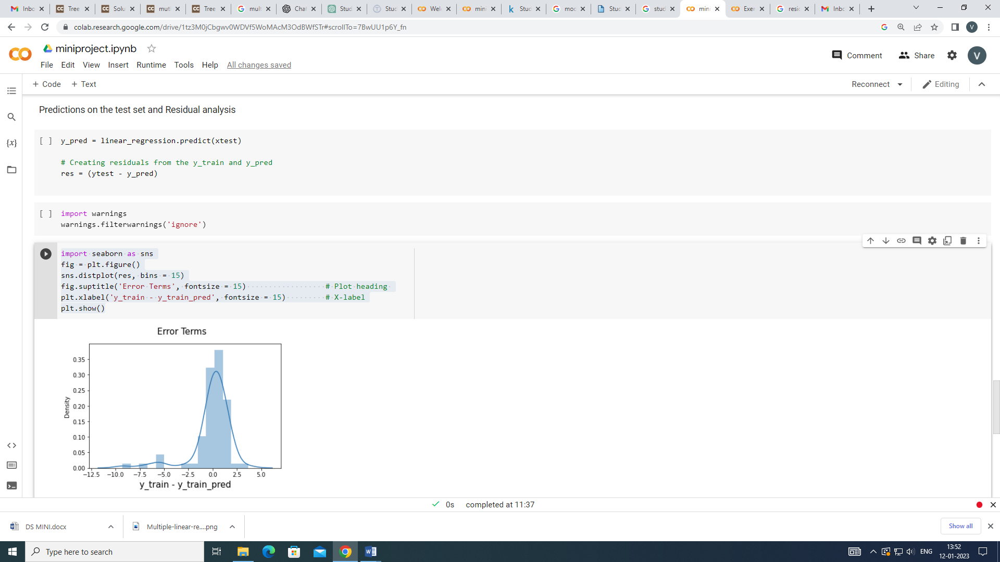 Inbo
Tree
Solu
mutl
Tree
mult
Chat
Stud
Stud
Wel
mini
Stud
mod
Stud
stud
mini
Exer
resid
Inbo
colab.research.google.com/drive/1tz3M0jCbgwv0WDVf5WoMAcM3OdBWfSTr#scrollTo=7BwUU1p6Y_fn
V
miniproject.ipynb
Comment
Share
V
File Edit View Insert Runtime Tools Help All changes saved
+ Code + Text
Reconnect
Editing
Predictions on the test set and Residual analysis
[ ] y_pred = linear_regression.predict(xtest)
# Creating residuals from the y_train and y_pred
res = (ytest - y_pred)
[ ] import warnings
warnings.filterwarnings('ignore')
import seaborn as sns
fig = plt.figure()
sns.distplot(res, bins = 15)
fig.suptitle('Error Terms', fontsize = 15) # Plot heading
plt.xlabel('y_train - y_train_pred', fontsize = 15) # X-label
plt.show()
Error Terms
0.35
0.30
0.25
0.20
0.15
0.10
0.05
0.00
Density
−12.5 −10.0 −7.5 −5.0 −2.5 0.0 2.5 5.0
y_train - y_train_pred
0s completed at 11:37
DS MINI.docx
Multiple-linear-re....png
Show all
Type here to search
ENG
13:52
12-01-2023